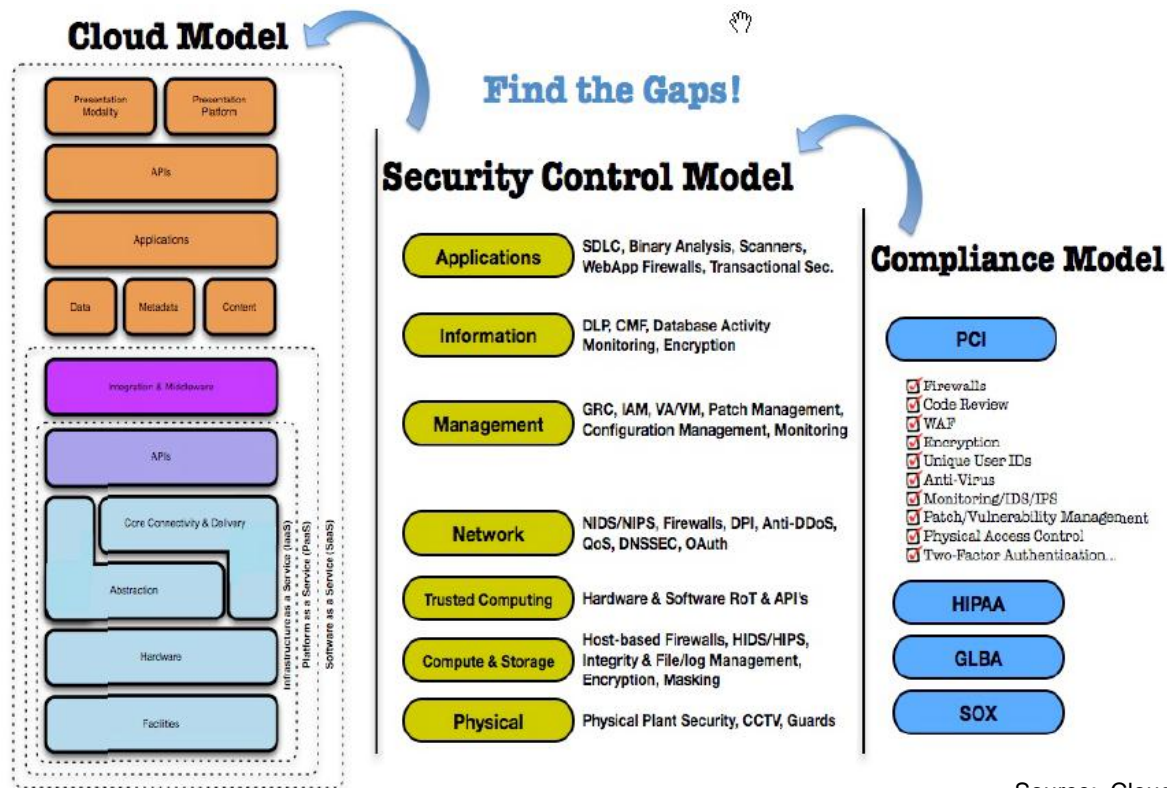 Cloud Model
Presentation
Modality
Presentation
Platform
APIs
Applications
Data
Metadata
Content
Integration & Middleware
APIs
Core Connectivity & Delivery
Abstraction
Hardware
Facilities
Infrastructure as a Service (IaaS)
Platform as a Service (PaaS)
Software as a Service (SaaS)
Find the Gaps!
Security Control Model
Applications
SDLC, Binary Analysis, Scanners,
WebApp Firewalls, Transactional Sec.
Information
DLP, CMF, Database Activity
Monitoring, Encryption
Management
GRC, IAM, VA/VM, Patch Management,
Configuration Management, Monitoring
Network
NIDS/NIPS, Firewalls, DPI, Anti-DDoS,
QoS, DNSSEC, OAuth
Trusted Computing
Hardware & Software RoT & API's
Compute & Storage
Host-based Firewalls, HIDS/HIPS,
Integrity & File/log Management,
Encryption, Masking
Physical
Physical Plant Security, CCTV, Guards
Compliance Model
PCI
Firewalls
Code Review
WAF
Encryption
Unique User IDs
Anti-Virus
Monitoring/IDS/IPS
Patch/Vulnerability Management
Physical Access Control
Two-Factor Authentication...
HIPAA
GLBA
SOX